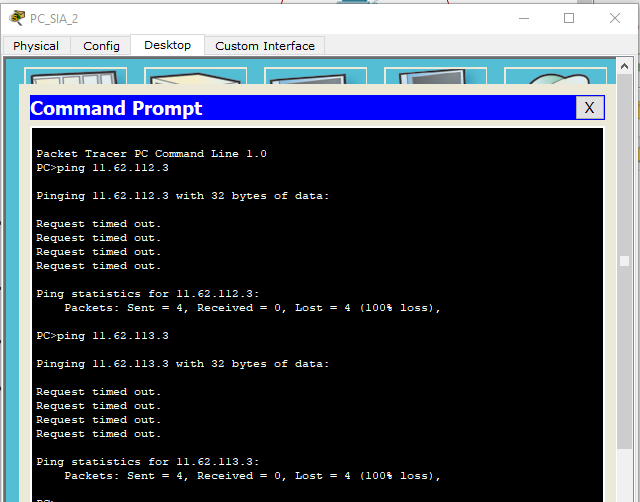 PC_SIA_2
Physical Config Desktop Custom Interface
Command Prompt X
Packet Tracer PC Command Line 1.0
PC>ping 11.62.112.3
Pinging 11.62.112.3 with 32 bytes of data:
Request timed out.
Request timed out.
Request timed out.
Request timed out.
Ping statistics for 11.62.112.3:
Packets: Sent = 4, Received = 0, Lost = 4 (100% loss),
PC>ping 11.62.113.3
Pinging 11.62.113.3 with 32 bytes of data:
Request timed out.
Request timed out.
Request timed out.
Request timed out.
Ping statistics for 11.62.113.3:
Packets: Sent = 4, Received = 0, Lost = 4 (100% loss),
PC>